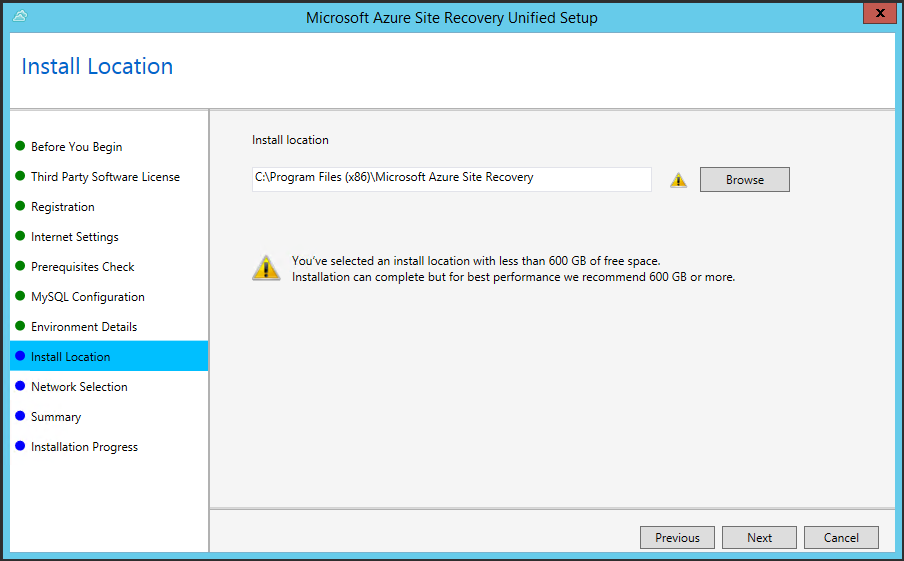 Microsoft Azure Site Recovery Unified Setup
x
Install Location
Before You Begin
Third Party Software License
Registration
Internet Settings
Prerequisites Check
MySQL Configuration
Environment Details
Install Location
Network Selection
Summary
Installation Progress
Install location
C:\Program Files (x86)\Microsoft Azure Site Recovery
Browse
You've selected an install location with less than 600 GB of free space.
Installation can complete but for best performance we recommend 600 GB or more.
Previous
Next
Cancel